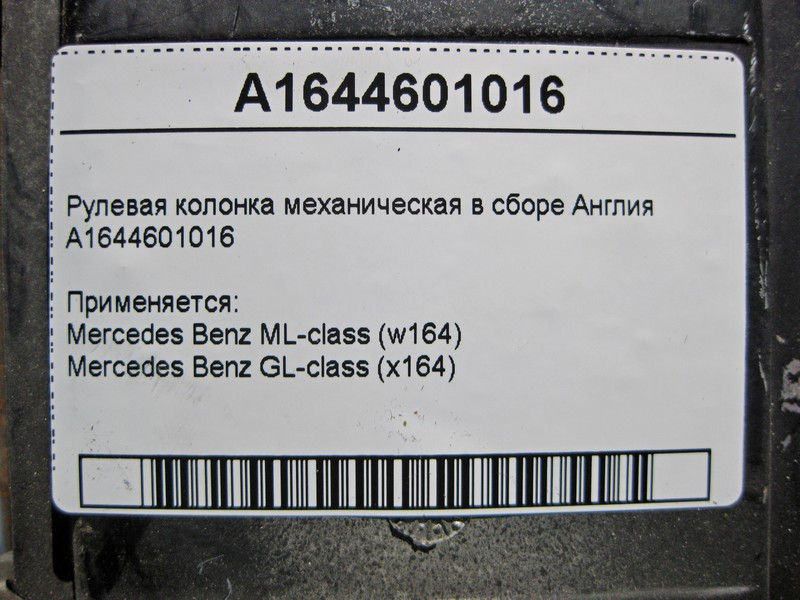 A1644601016
Рулевая колонка механическая в сборе Англия
A1644601016
Применяется:
Mercedes Benz ML-class (w164)
Mercedes Benz GL-class (x164)